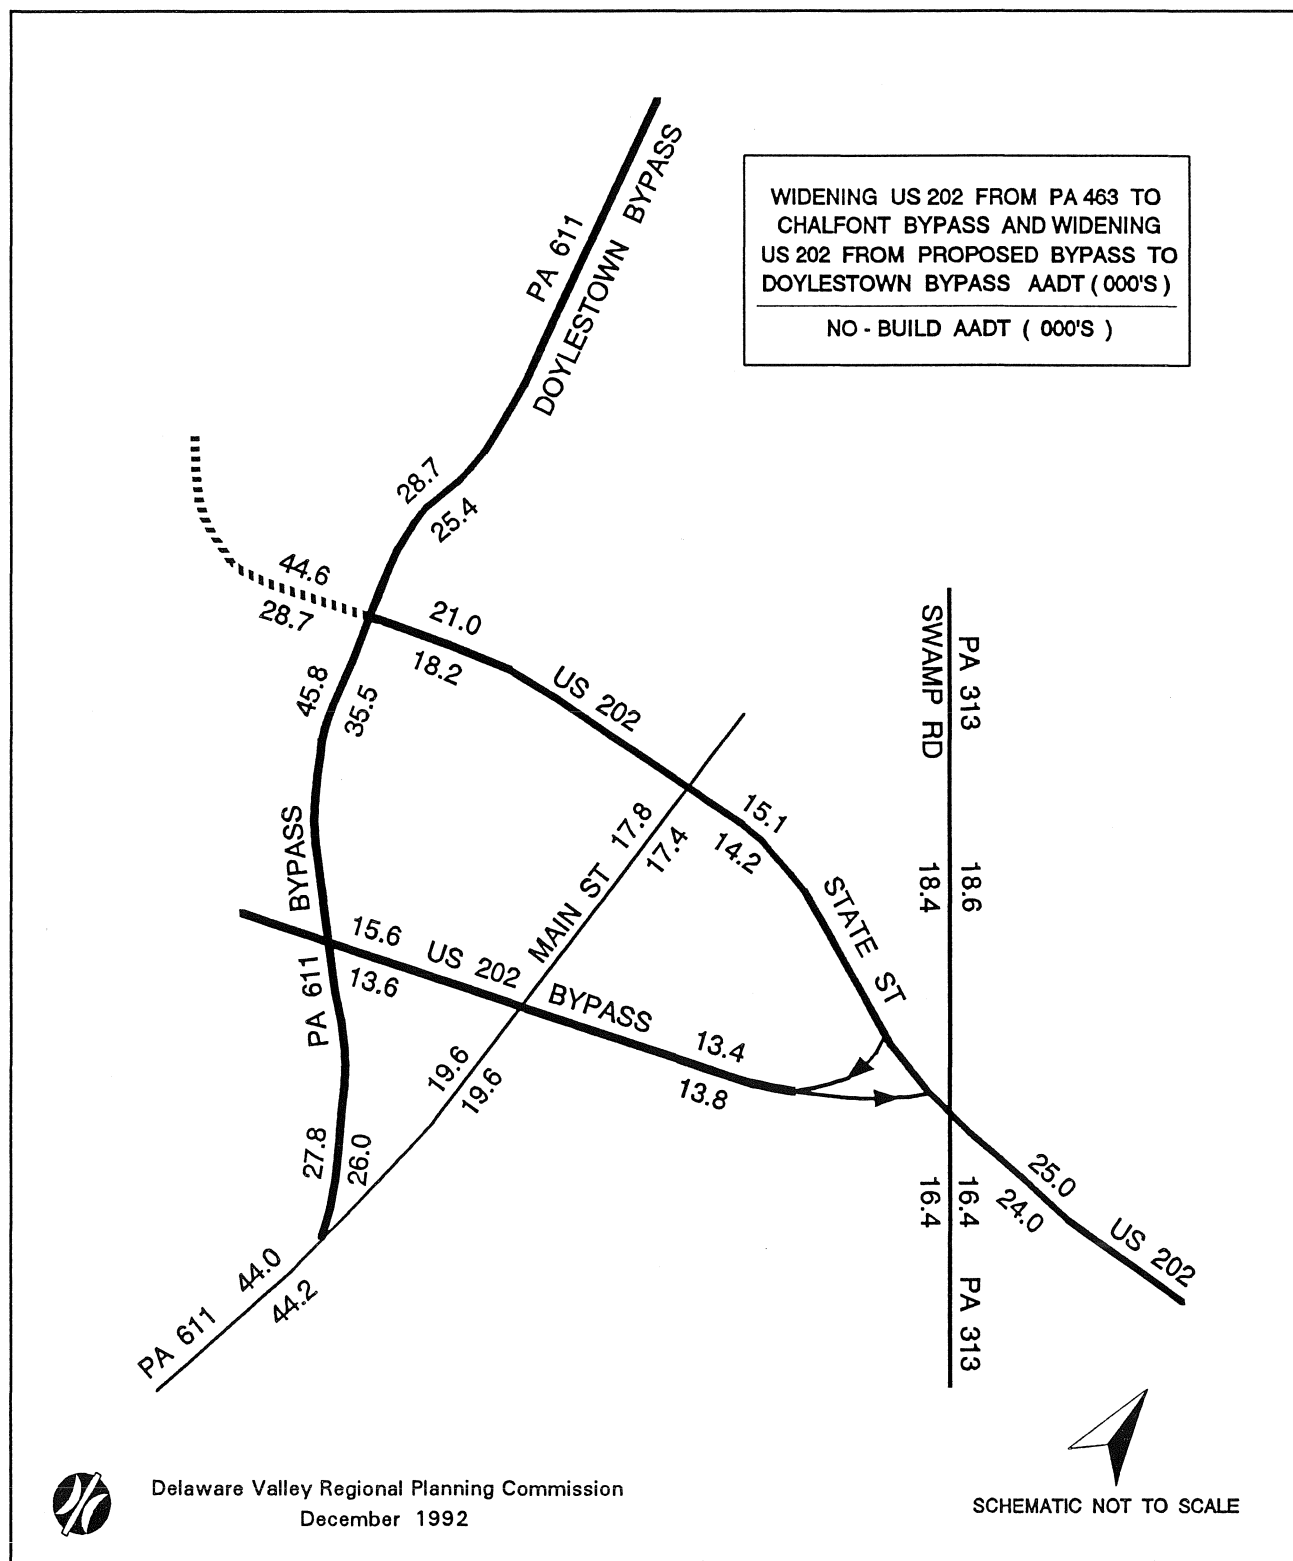 WIDENING US 202 FROM PA 463 TO
CHALFONT BYPASS AND WIDENING
US 202 FROM PROPOSED BYPASS TO
DOYLESTOWN BYPASS AADT ( 000'S )
NO - BUILD AADT ( 000'S )
PA 611
DOYLESTOWN BYPASS
28.7
25.4
44.6
28.7
21.0
18.2
US 202
45.8
35.5
SWAMP RD
PA 313
17.8
17.4
15.1
14.2
18.4
18.6
STATE ST
BYPASS
PA 611
MAIN ST
15.6
13.6
US 202
BYPASS
13.4
13.8
19.6
19.6
27.8
26.0
16.4
16.4
25.0
24.0
US 202
PA 313
44.0
44.2
PA 611
Delaware Valley Regional Planning Commission
December 1992
SCHEMATIC NOT TO SCALE